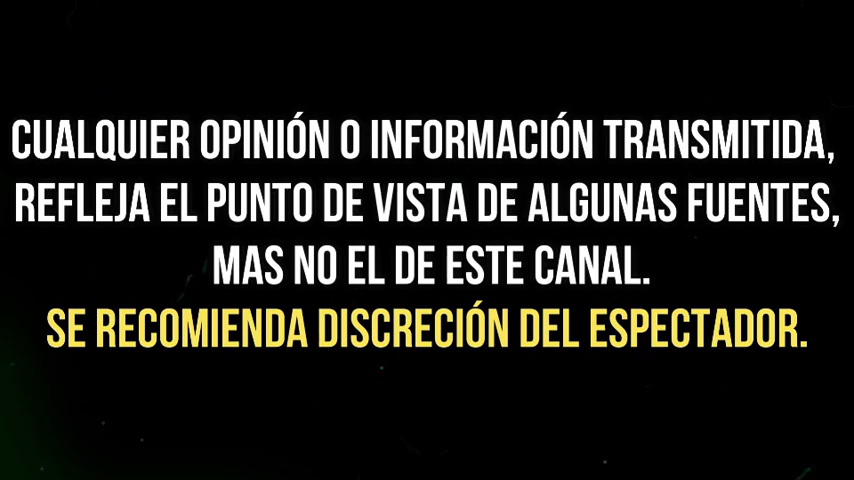 CUALQUIER OPINIÓN O INFORMACIÓN TRANSMITIDA,
REFLEJA EL PUNTO DE VISTA DE ALGUNAS FUENTES,
MAS NO EL DE ESTE CANAL.
SE RECOMIENDA DISCRECIÓN DEL ESPECTADOR.